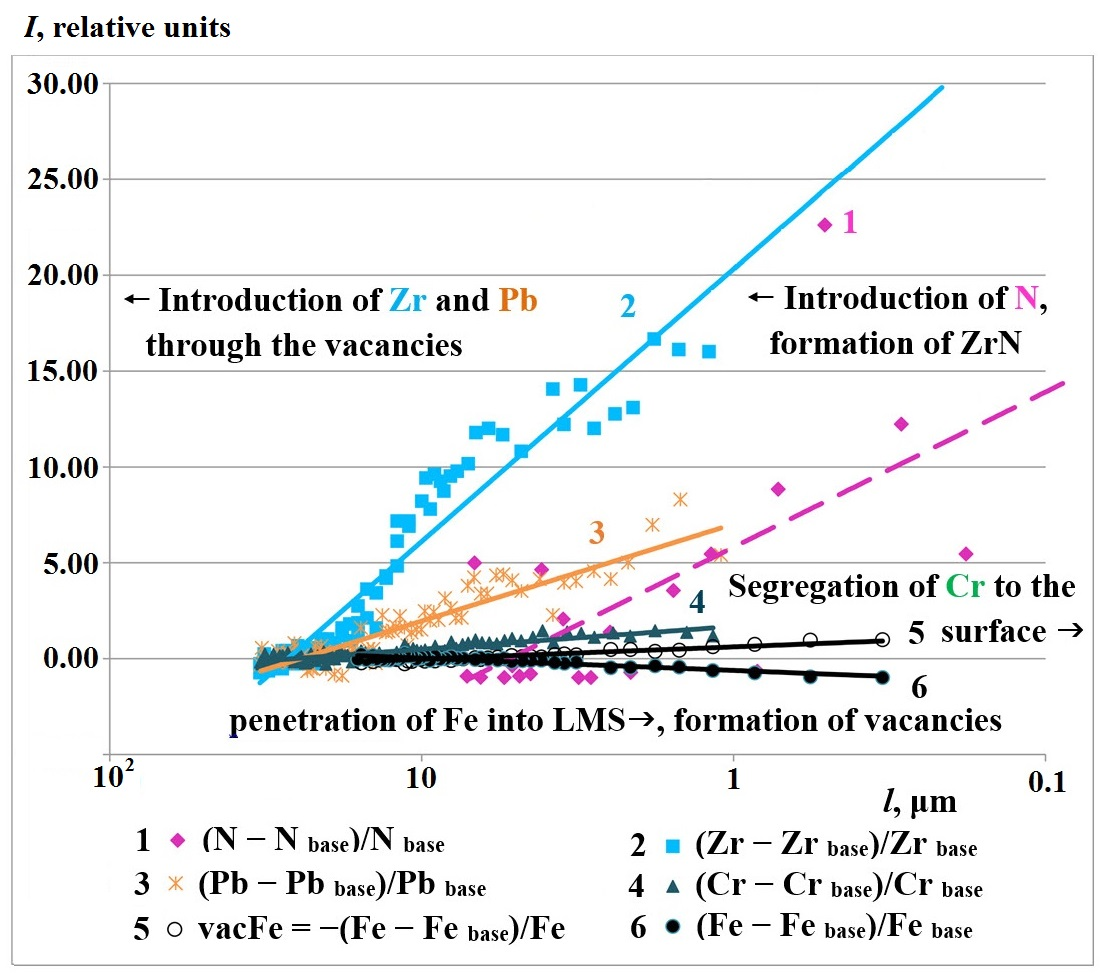 I, relative units
30.00
25.00
20.00
15.00
10.00
5.00
0.00
1
2
3
4
5
6
← Introduction of Zr and Pb
through the vacancies
← Introduction of N,
formation of ZrN
Segregation of Cr to the
surface →
penetration of Fe into LMS→, formation of vacancies
10² 10 1 0.1
l, μm
1 (N − N base)/N base
2 (Zr − Zr base)/Zr base
3 (Pb − Pb base)/Pb base
4 (Cr − Cr base)/Cr base
5 vacFe = −(Fe − Fe base)/Fe
6 (Fe − Fe base)/Fe base